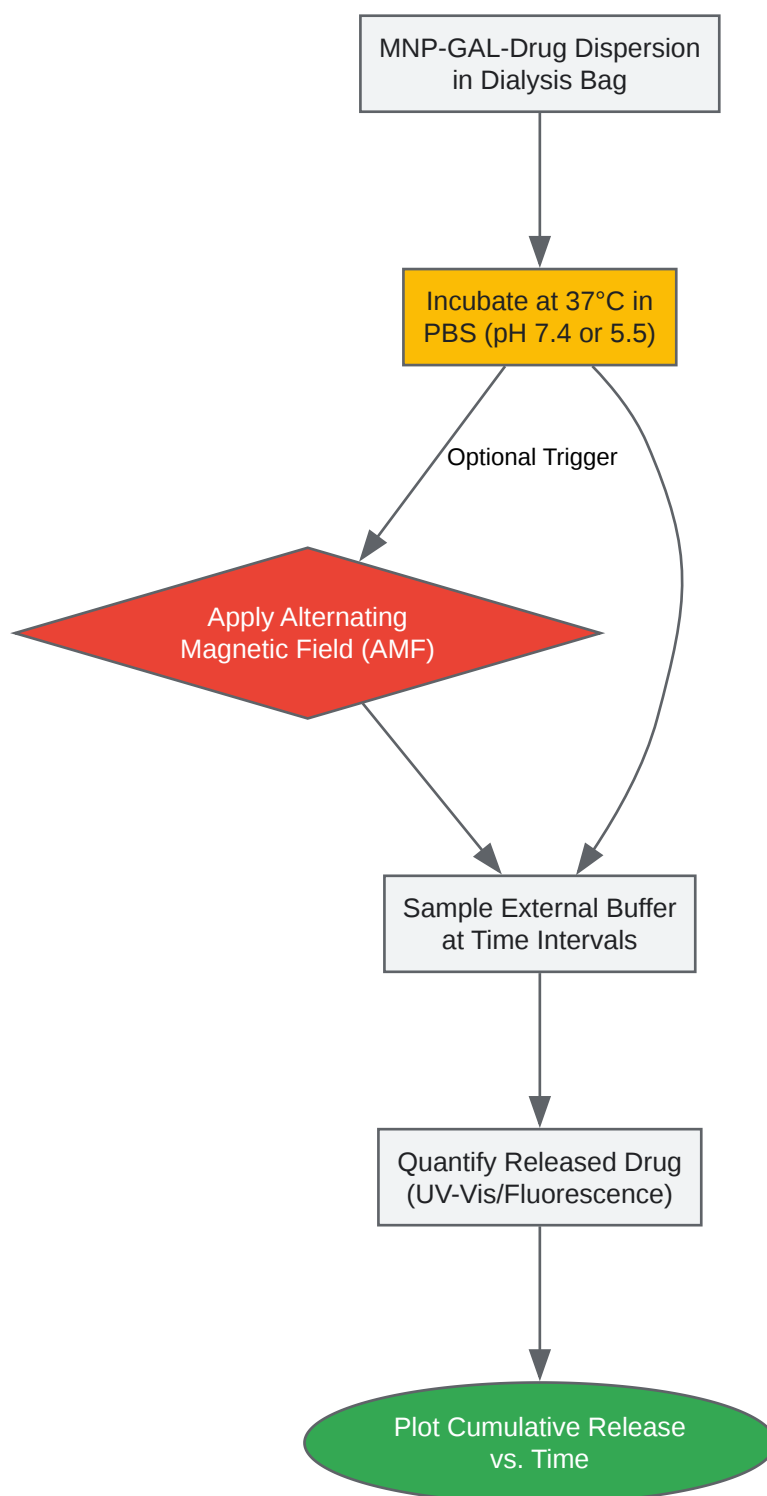 MNP-GAL-Drug Dispersion
in Dialysis Bag
Incubate at 37°C in
PBS (pH 7.4 or 5.5)
Optional Trigger
Apply Alternating
Magnetic Field (AMF)
Sample External Buffer
at Time Intervals
Quantify Released Drug
(UV-Vis/Fluorescence)
Plot Cumulative Release
vs. Time